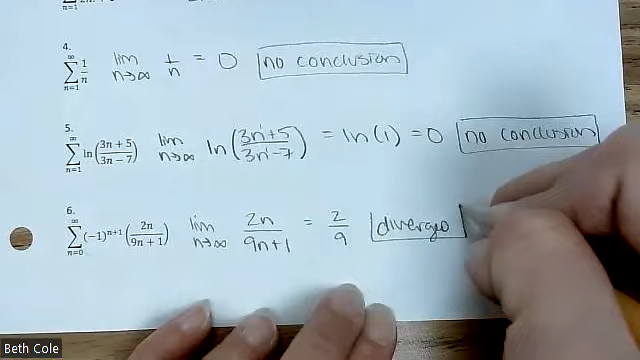 n=1
4.
∞ ∑ n=1 1/n lim n→∞ 1/n = 0 no conclusion
5.
∞ ∑ n=1 ln(3n + 5/3n − 7) lim n→∞ ln(3n+5/3n-7) = ln(1) = 0 no conclusion
6.
∞ ∑ n=0 (−1)ⁿ⁺¹ (2n/9n + 1) lim n→∞ 2n/9n+1 = 2/9 diverges
Beth Cole